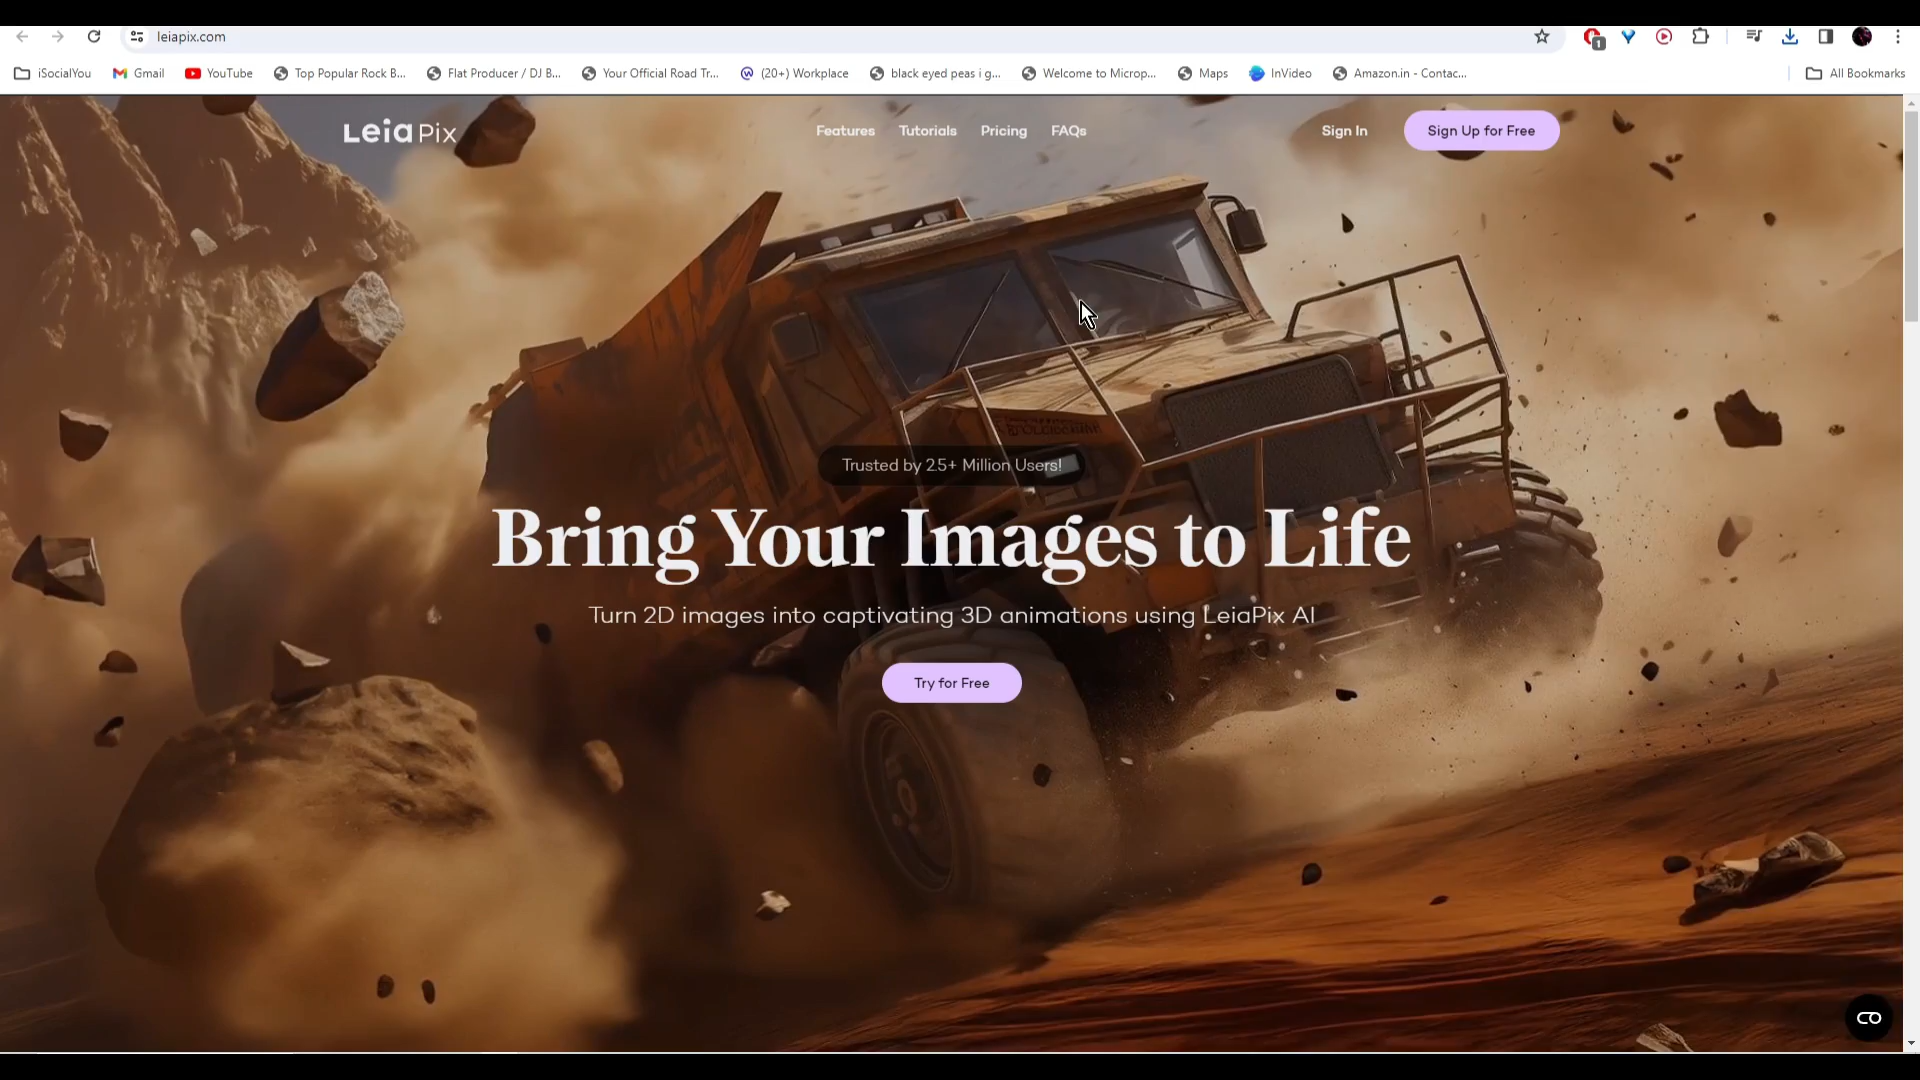 leiapix.com
1
iSocialYou
Gmail
YouTube
Top Popular Rock B...
Flat Producer / DJ B...
Your Official Road Tr...
(20+) Workplace
black eyed peas i g...
Welcome to Microp...
Maps
InVideo
Amazon.in - Contac...
All Bookmarks
Leia Pix
Features
Tutorials
Pricing
FAQs
Sign In
Sign Up for Free
Trusted by 2.5+ Million Users!
Bring Your Images to Life
Turn 2D images into captivating 3D animations using LeiaPix AI
Try for Free